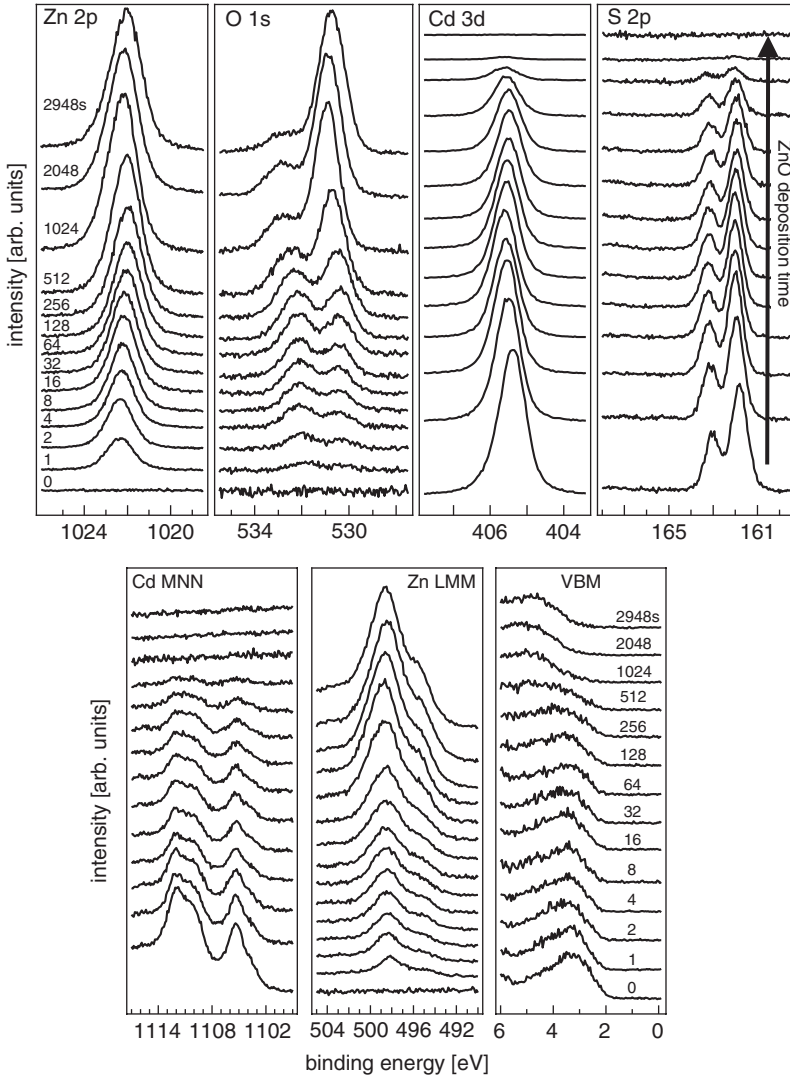 Zn 2p
O 1s
Cd 3d
S 2p
intensity [arb. units]
2948s
2048
1024
512
256
128
64
32
16
8
4
2
1
0
ZnO deposition time
1024 1020
534 530
406 404
165 161
Cd MNN
Zn LMM
VBM
intensity [arb. units]
2948s
2048
1024
512
256
128
64
32
16
8
4
2
1
0
1114 1108 1102
504 500 496 492
6 4 2 0
binding energy [eV]